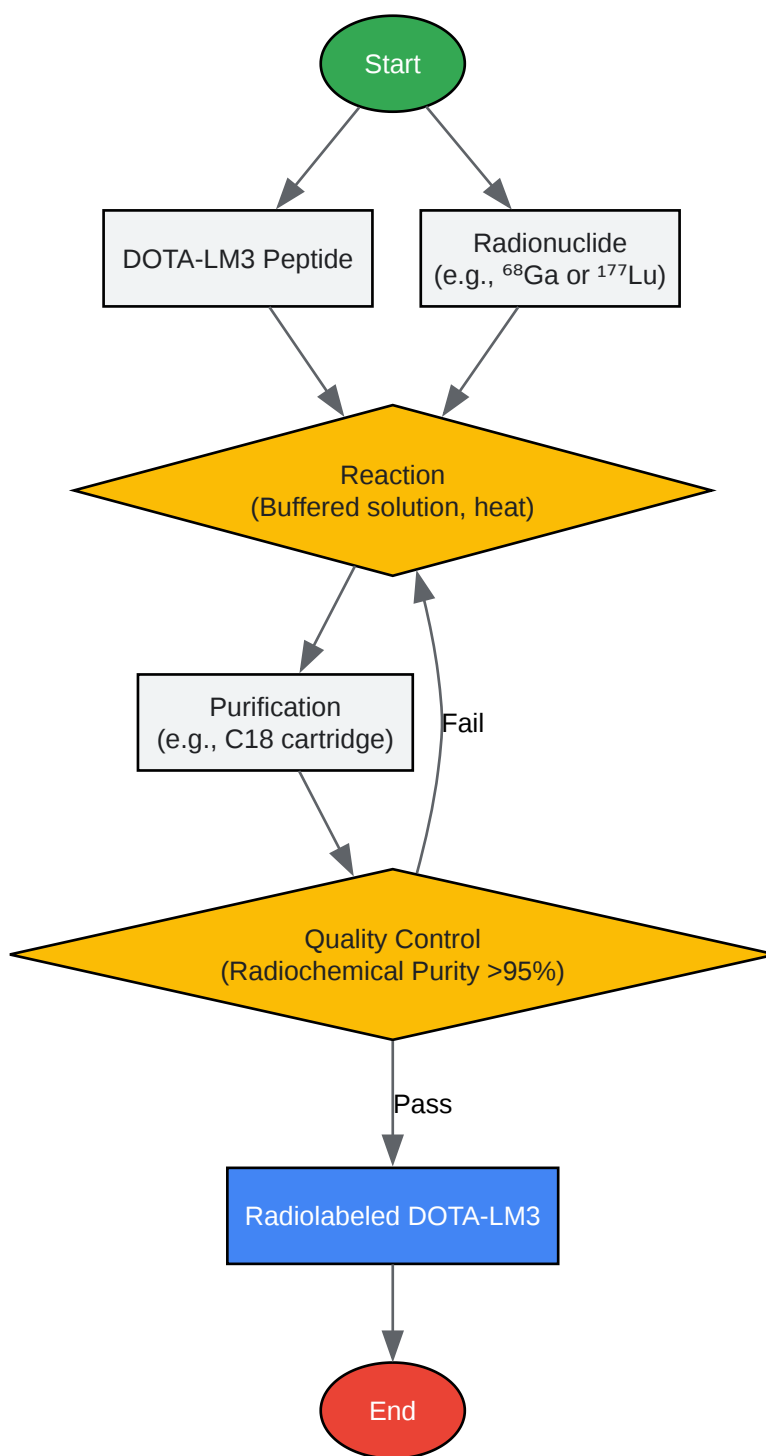 Start
DOTA-LM3 Peptide
Radionuclide
(e.g., ⁶⁸Ga or ¹⁷⁷Lu)
Reaction
(Buffered solution, heat)
Purification
(e.g., C18 cartridge)
Fail
Quality Control
(Radiochemical Purity >95%)
Pass
Radiolabeled DOTA-LM3
End